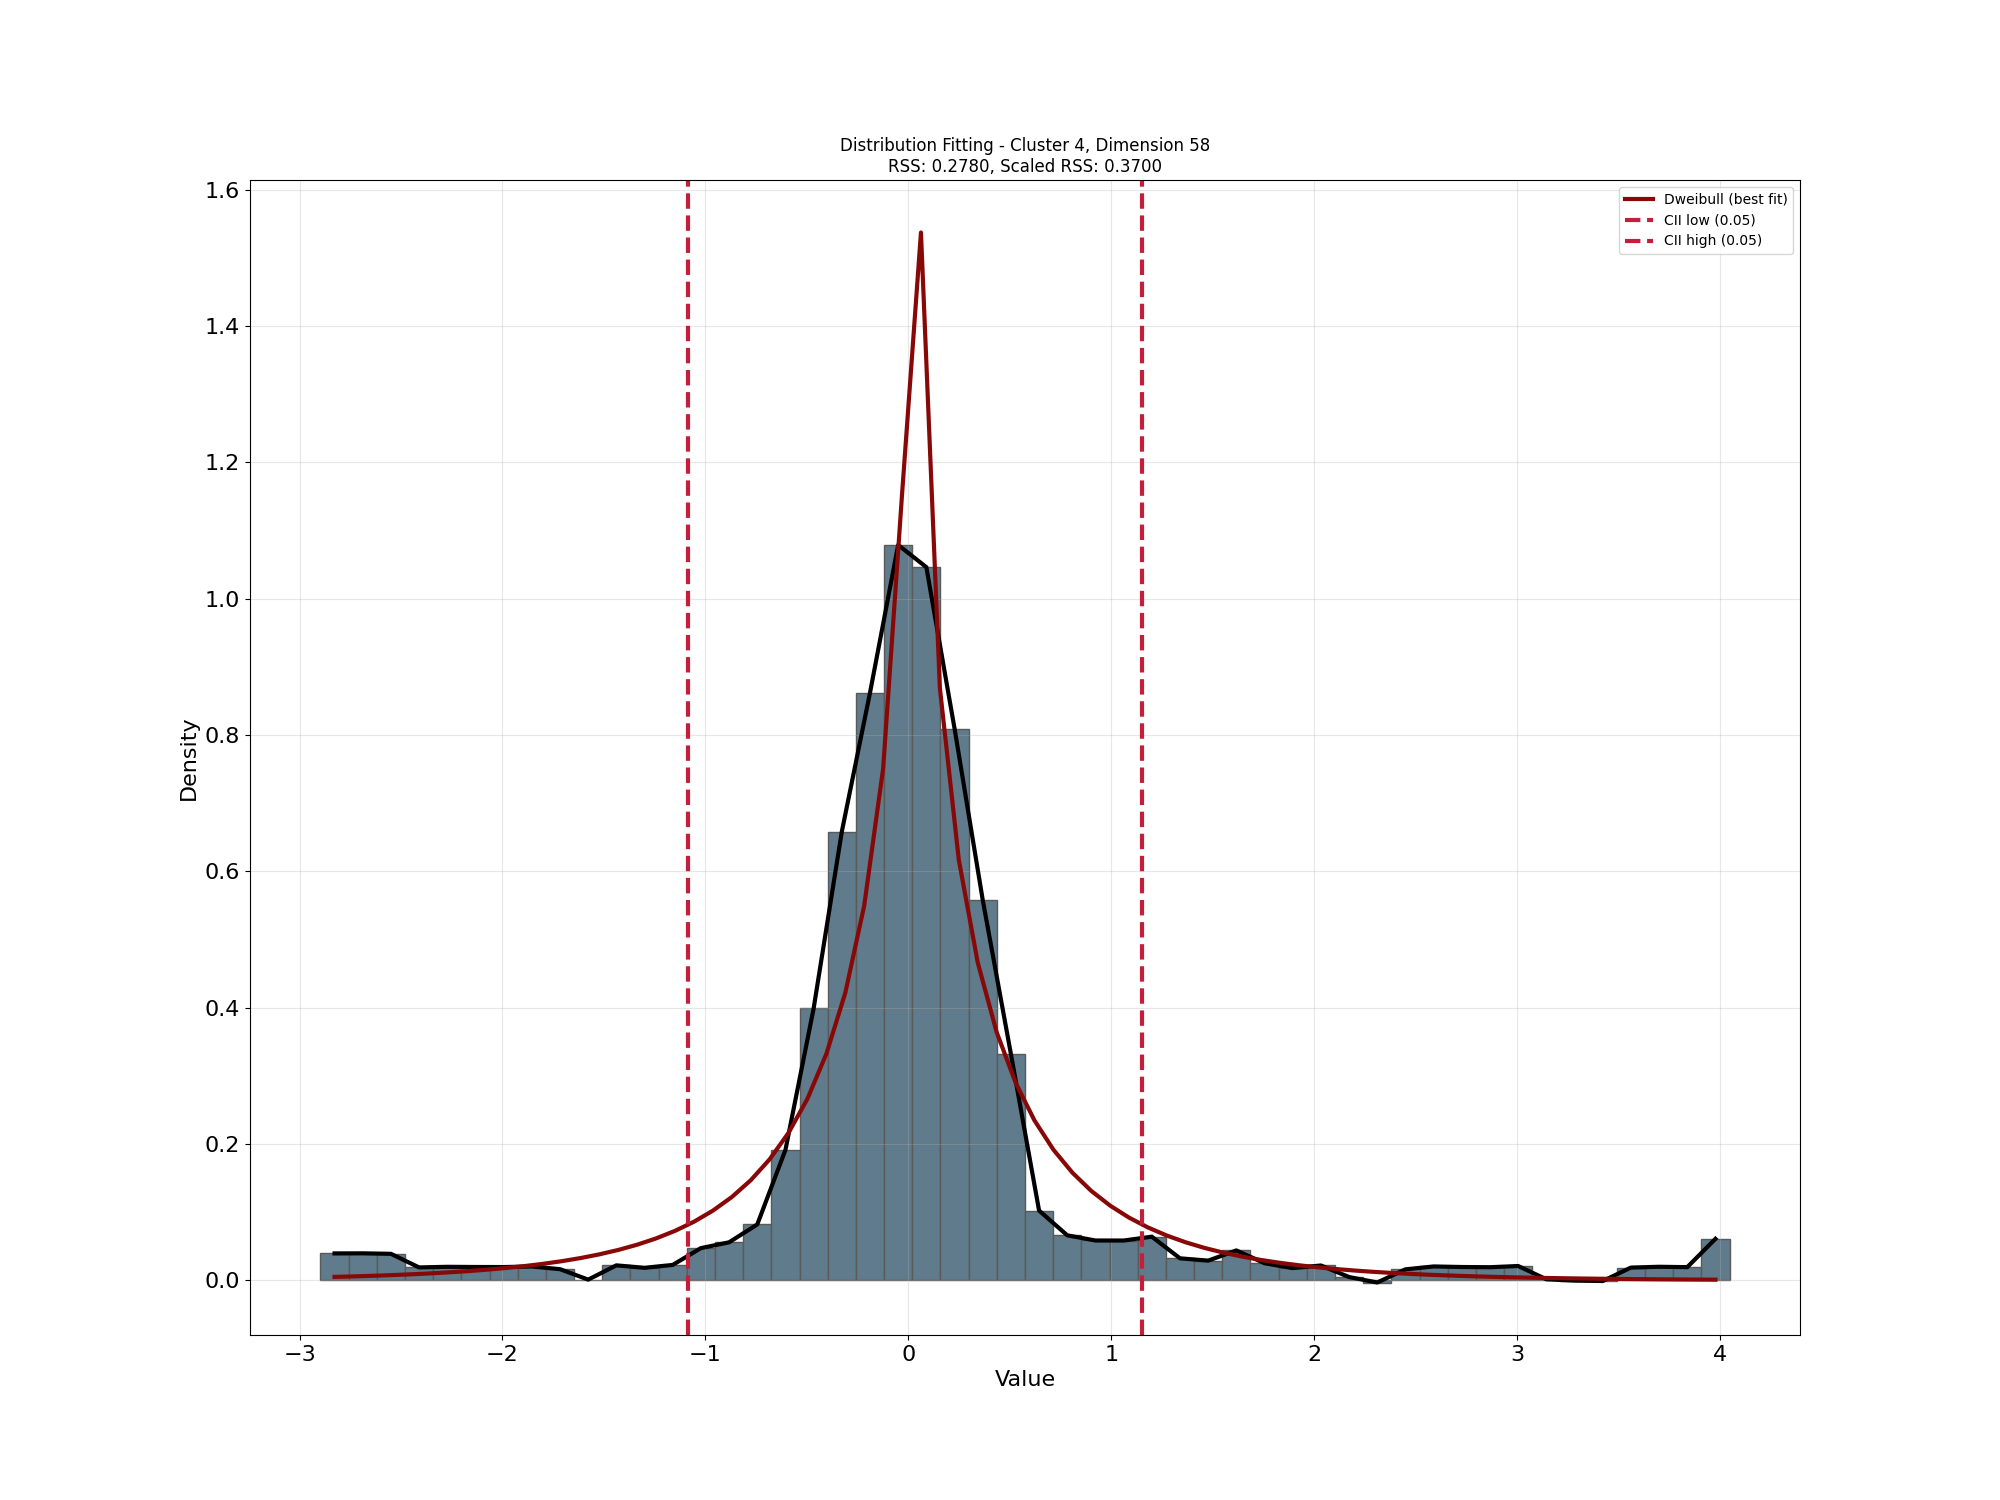 Distribution Fitting - Cluster 4, Dimension 58
RSS: 0.2780, Scaled RSS: 0.3700
Dweibull (best fit)
CII low (0.05)
CII high (0.05)
1.6
1.4
1.2
1.0
0.8
0.6
0.4
0.2
0.0
Density
−3
−2
−1
0
1
2
3
4
Value